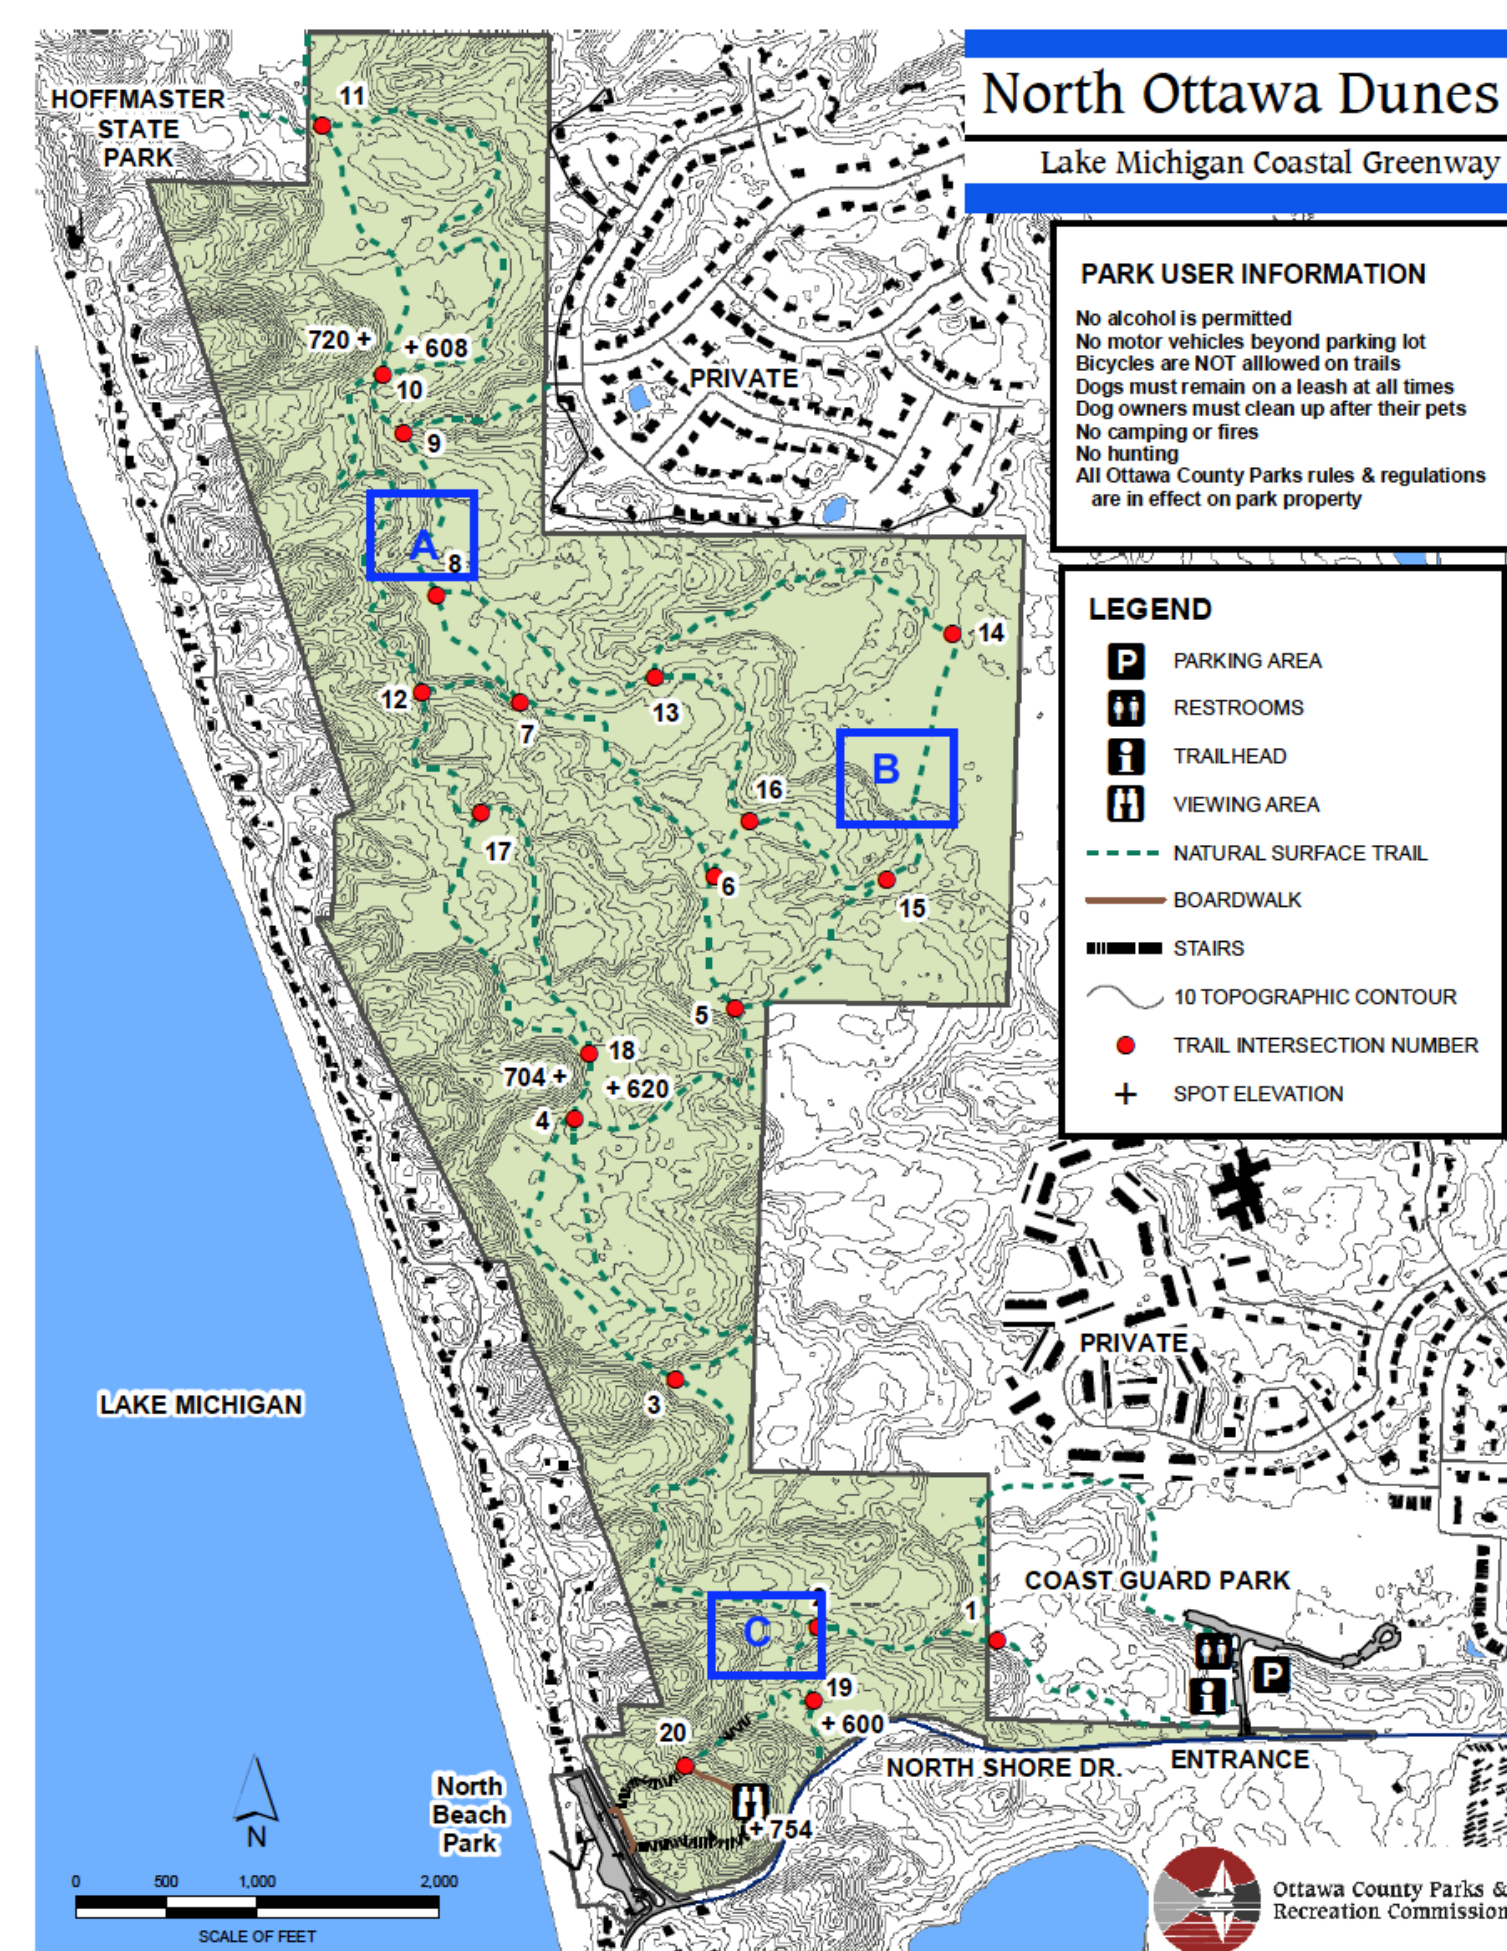 North Ottawa Dunes
Lake Michigan Coastal Greenway
HOFFMASTER
STATE
PARK
11
PARK USER INFORMATION
No alcohol is permitted
No motor vehicles beyond parking lot
Bicycles are NOT alllowed on trails
Dogs must remain on a leash at all times
Dog owners must clean up after their pets
No camping or fires
No hunting
All Ottawa County Parks rules & regulations
are in effect on park property
720 +
+ 608
PRIVATE
10
9
A
8
LEGEND
P PARKING AREA
RESTROOMS
i TRAILHEAD
VIEWING AREA
NATURAL SURFACE TRAIL
BOARDWALK
STAIRS
10 TOPOGRAPHIC CONTOUR
TRAIL INTERSECTION NUMBER
+ SPOT ELEVATION
14
12
13
7
B
16
17
6
15
5
18
704 +
+ 620
4
PRIVATE
LAKE MICHIGAN
3
COAST GUARD PARK
2
1
C
P
i
19
+ 600
20
NORTH SHORE DR.
ENTRANCE
North
Beach
Park
+ 754
N
0 500 1,000 2,000
SCALE OF FEET
Ottawa County Parks &
Recreation Commission